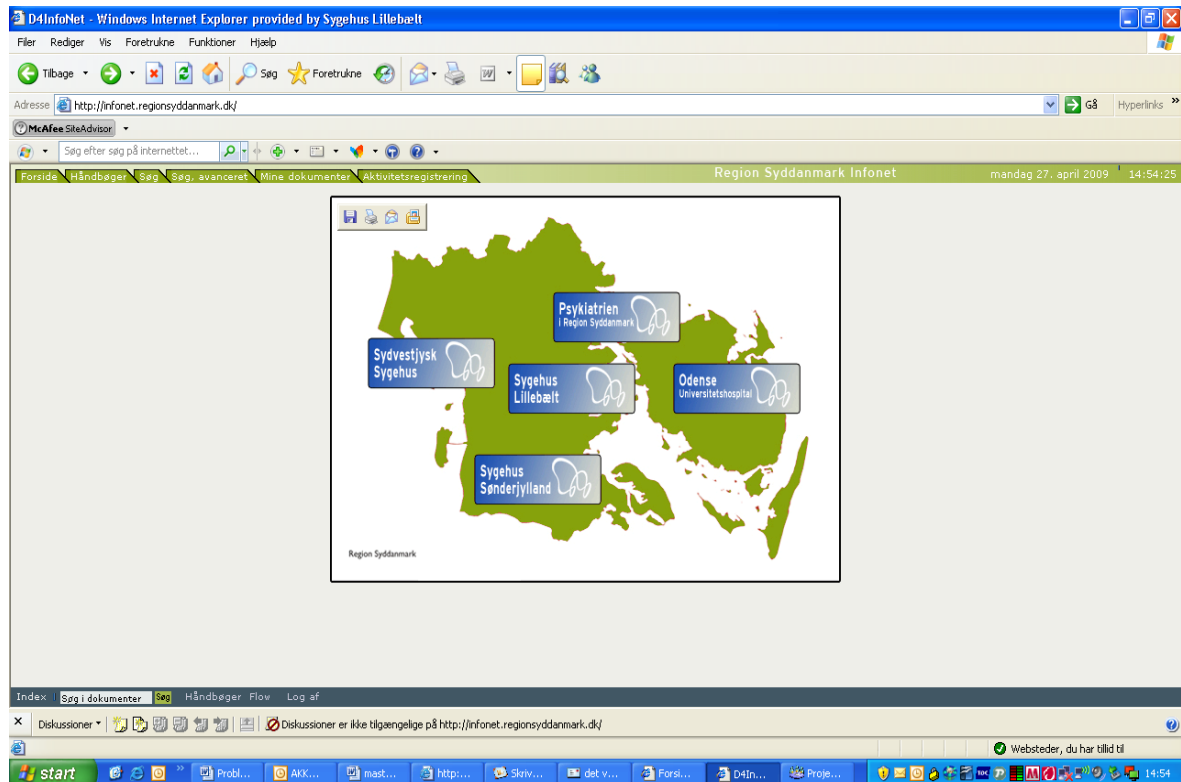 D4InfoNet - Windows Internet Explorer provided by Sygehus Lillebælt
Filer Rediger Vis Foretrukne Funktioner Hjælp
Tilbage Søg Foretrukne
Adresse http://infonet.regionsyddanmark.dk/ Gå Hyperlinks »
McAfee SiteAdvisor
Søg efter søg på internettet...
Forside Håndbøger Søg Søg, avanceret Mine dokumenter Aktivitetsregistrering Region Syddanmark Infonet mandag 27. april 2009 14:54:25
Psykiatrien
i Region Syddanmark
Sydvestjysk
Sygehus
Sygehus
Lillebælt
Odense
Universitetshospital
Sygehus
Sønderjylland
Region Syddanmark
Index Søg i dokumenter Søg Håndbøger Flow Log af
Diskussioner Diskussioner er ikke tilgængelige på http://infonet.regionsyddanmark.dk/
Websteder, du har tillid til
start » Probl... AKK... mast... http:... Skriv... det v... Forsi... D4In... Proje... 14:54